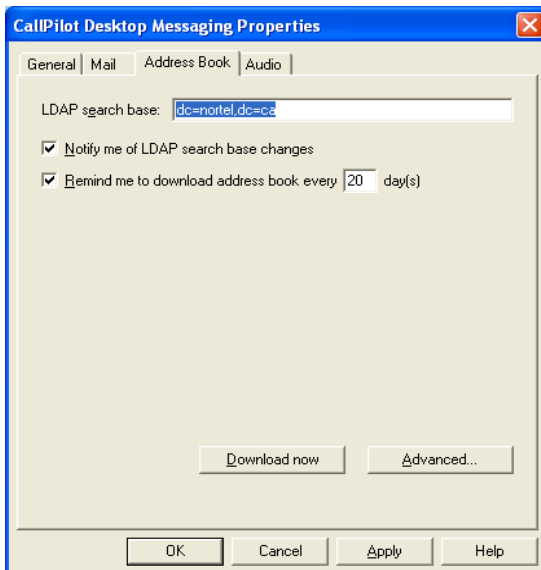 CallPilot Desktop Messaging Properties
General Mail Address Book Audio
LDAP search base: dc=nortel,dc=ca
Notify me of LDAP search base changes
Remind me to download address book every 20 day(s)
Download now Advanced...
OK Cancel Apply Help